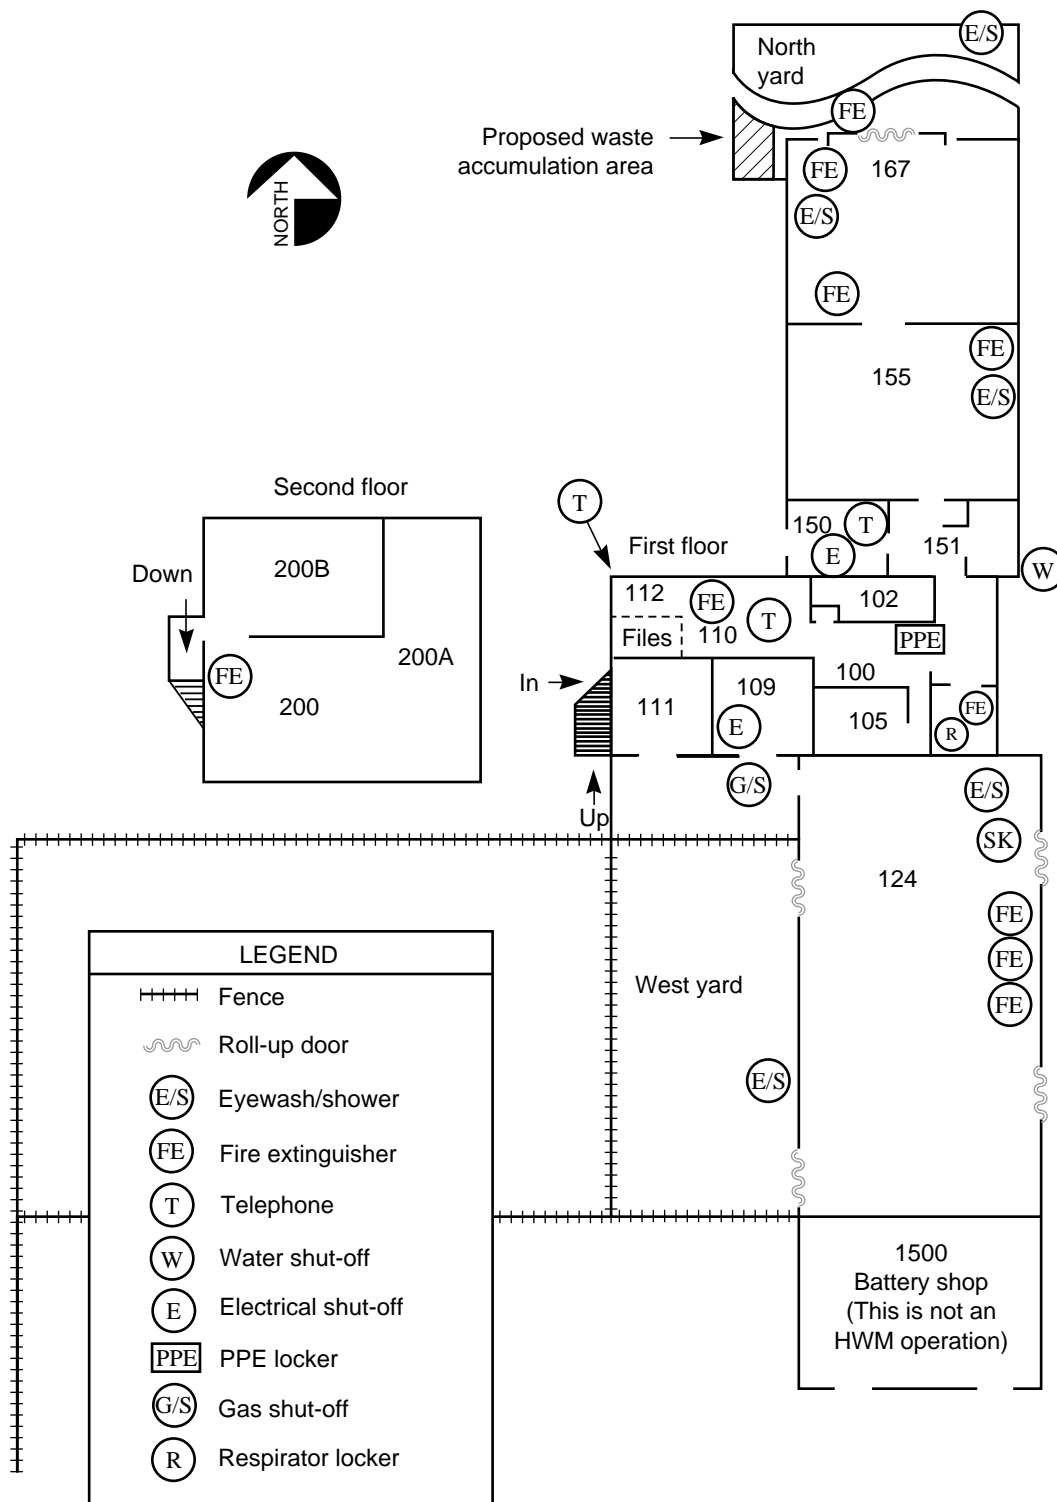 E/S
North
yard
FE
Proposed waste
accumulation area
167
FE
E/S
NORTH
FE
FE
155
E/S
Second floor
T
First floor
150
T
151
E
W
Down
200B
112
FE
102
110
T
Files
PPE
200A
FE
In
100
109
200
111
105
FE
E
R
G/S
E/S
Up
SK
124
FE
FE
FE
West yard
E/S
LEGEND
Fence
Roll-up door
E/S Eyewash/shower
FE Fire extinguisher
T Telephone
W Water shut-off
E Electrical shut-off
PPE PPE locker
G/S Gas shut-off
R Respirator locker
1500
Battery shop
(This is not an
HWM operation)